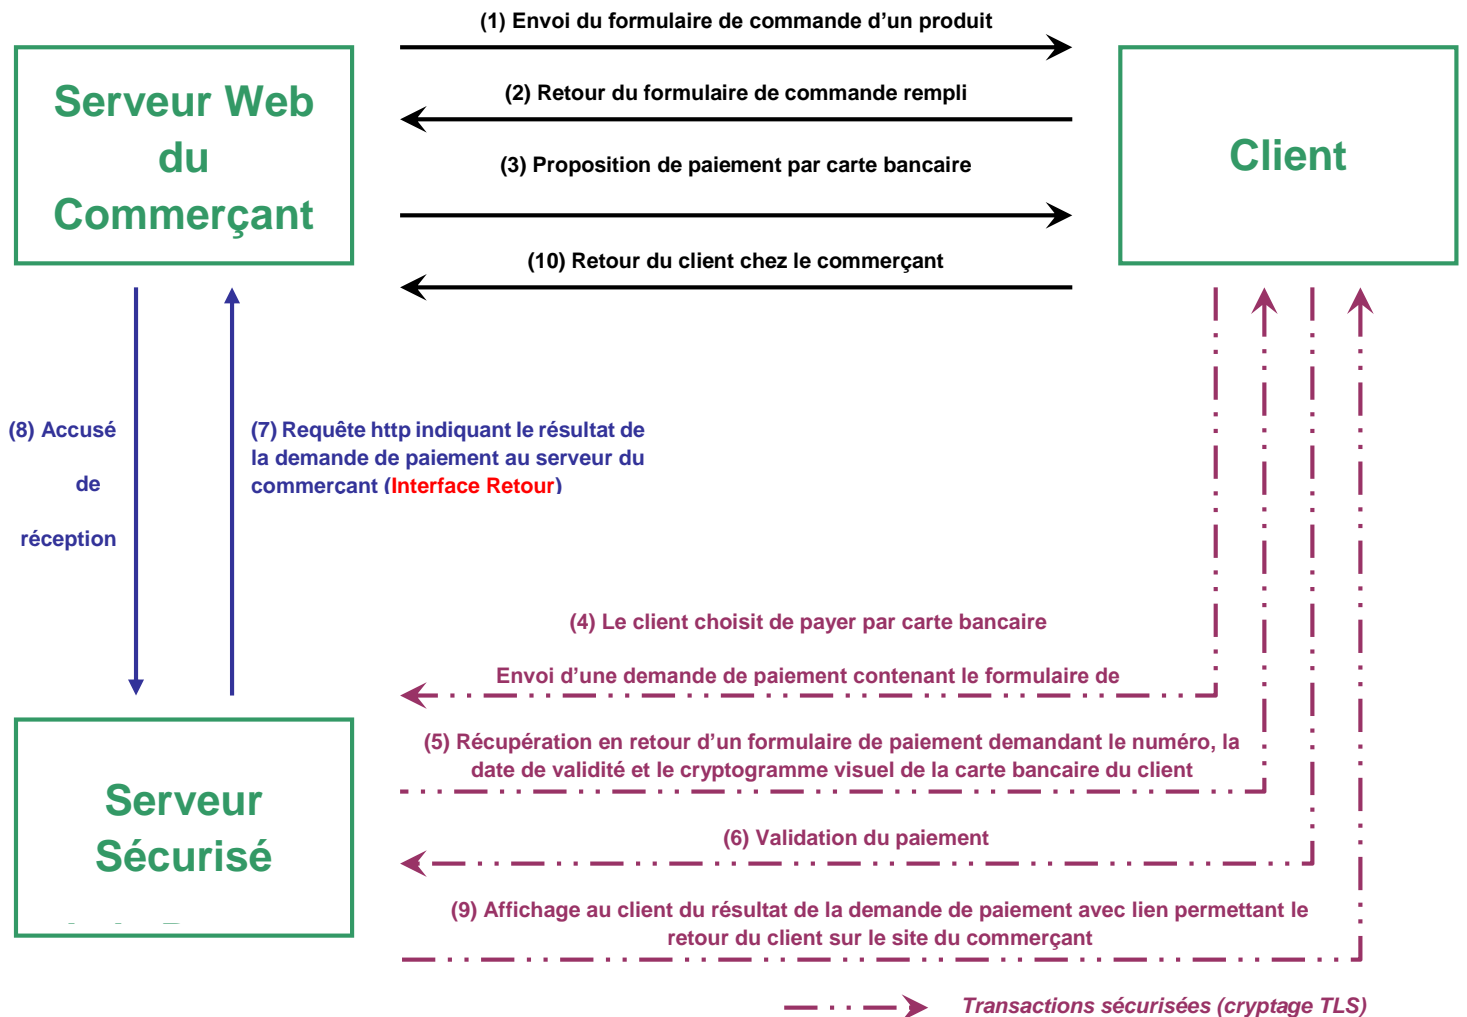 (1) Envoi du formulaire de commande d’un produit
Serveur Web
du
Commerçant
(2) Retour du formulaire de commande rempli
(3) Proposition de paiement par carte bancaire
Client
(10) Retour du client chez le commerçant
(8) Accusé
de
réception
(7) Requête http indiquant le résultat de
la demande de paiement au serveur du
commerçant (Interface Retour)
(4) Le client choisit de payer par carte bancaire
Envoi d’une demande de paiement contenant le formulaire de
(5) Récupération en retour d’un formulaire de paiement demandant le numéro, la
date de validité et le cryptogramme visuel de la carte bancaire du client
Serveur
Sécurisé
(6) Validation du paiement
(9) Affichage au client du résultat de la demande de paiement avec lien permettant le
retour du client sur le site du commerçant
Transactions sécurisées (cryptage TLS)